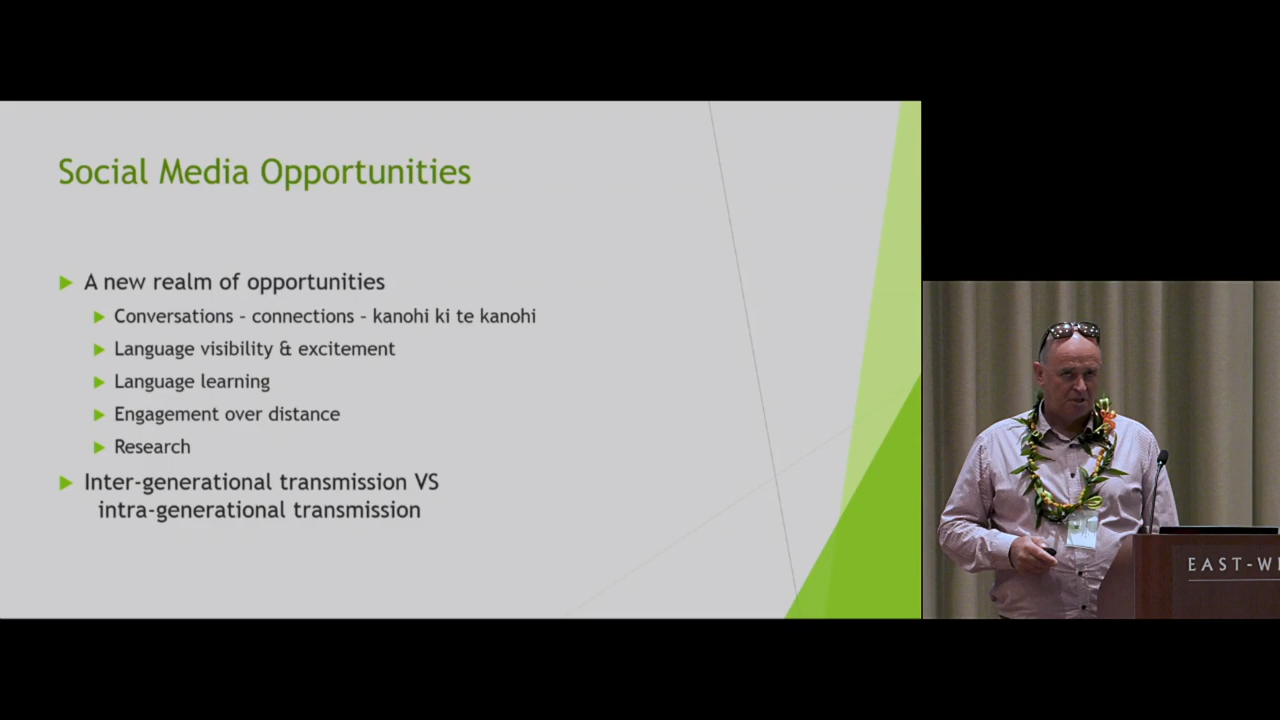 Social Media Opportunities
A new realm of opportunities
Conversations – connections – kanohi ki te kanohi
Language visibility & excitement
Language learning
Engagement over distance
Research
Inter-generational transmission VS
intra-generational transmission
EAST-W